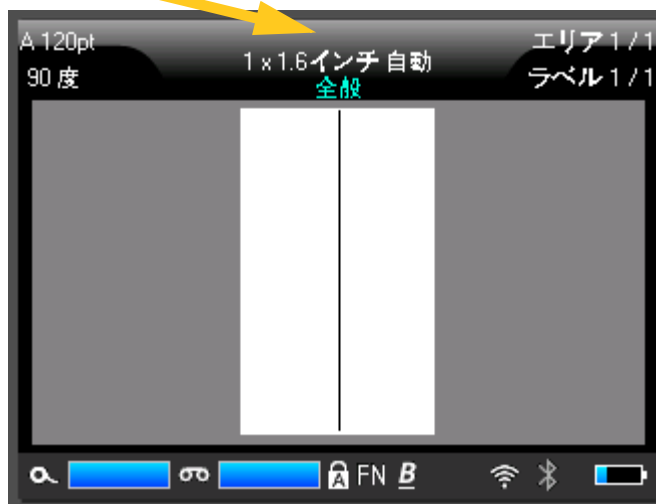 A 120pt
90 度
1 x 1.6インチ 自動
全般
エリア 1 / 1
ラベル 1 / 1
A FN B